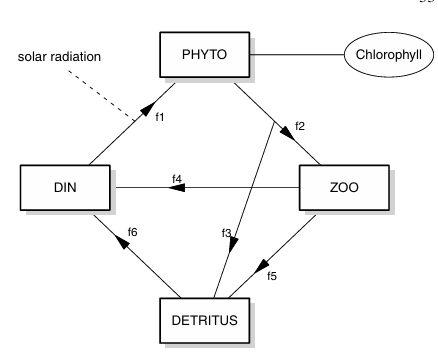 PHYTO
Chlorophyll
solar radiation
f1
f2
DIN
f4
ZOO
f3
f6
f5
DETRITUS